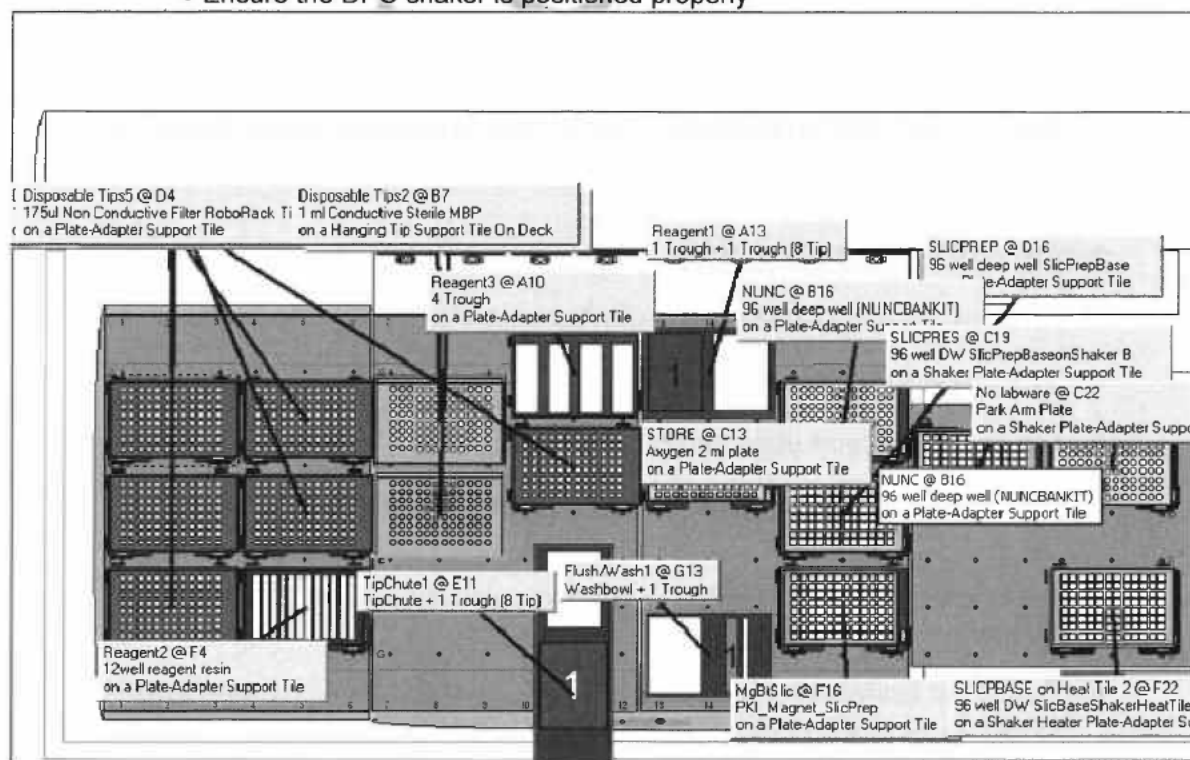 • Ensure the DPC shaker is positioned properly
Disposable Tips5 @ D4
175ul Non Conductive Filter RoboRack Ti
on a Plate-Adapter Support Tile
Disposable Tips2 @ B7
1 ml Conductive Sterile MBP
on a Hanging Tip Support Tile On Deck
Reagent1 @ A13
1 Trough + 1 Trough (8 Tip)
SLICPREP @ D16
96 well deep well SlicPrepBase
Plate-Adapter Support Tile
Reagent3 @ A10
4 Trough
on a Plate-Adapter Support Tile
NUNC @ B16
96 well deep well (NUNCBANKIT)
on a Plate-Adapter Support Tile
SLICPRES @ C19
96 well DW SlicPrepBaseonShaker B
on a Shaker Plate-Adapter Support Tile
No labware @ C22
Park Arm Plate
on a Shaker Plate-Adapter Suppo
STORE @ C13
Axygen 2 ml plate
on a Plate-Adapter Support Tile
NUNC @ B16
96 well deep well (NUNCBANKIT)
on a Plate-Adapter Support Tile
TipChute1 @ E11
TipChute + 1 Trough (8 Tip)
Flush/Wash1 @ G13
Washbowl + 1 Trough
1
Reagent2 @ F4
12well reagent resin
on a Plate-Adapter Support Tile
MgBtSlic @ F16
PKI_Magnet_SlicPrep
on a Plate-Adapter Support Tile
SLICPBASE on Heat Tile 2 @ F22
96 well DW SlicBaseShakerHeatTile
on a Shaker Heater Plate-Adapter Su